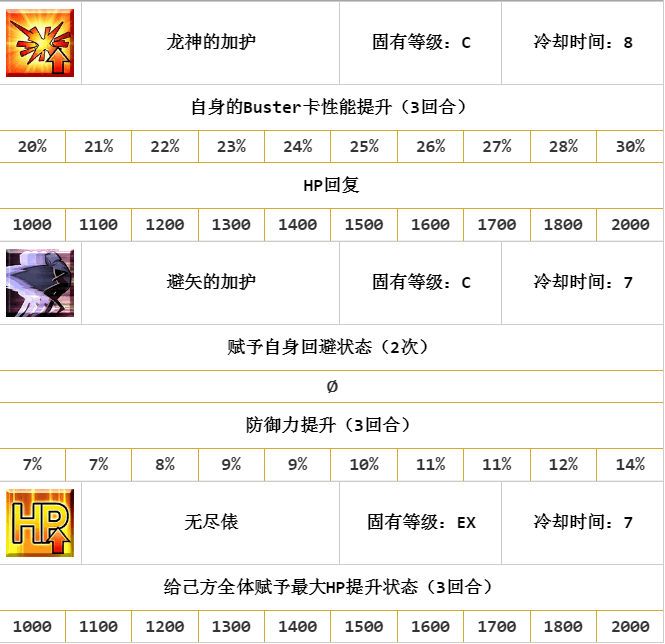 龙神的加护 固有等级：C 冷却时间：8
自身的Buster卡性能提升（3回合）
20% 21% 22% 23% 24% 25% 26% 27% 28% 30%
HP回复
1000 1100 1200 1300 1400 1500 1600 1700 1800 2000
避矢的加护 固有等级：C 冷却时间：7
赋予自身回避状态（2次）
Ø
防御力提升（3回合）
7% 7% 8% 9% 9% 10% 11% 11% 12% 14%
HP 无尽俵 固有等级：EX 冷却时间：7
给己方全体赋予最大HP提升状态（3回合）
1000 1100 1200 1300 1400 1500 1600 1700 1800 2000